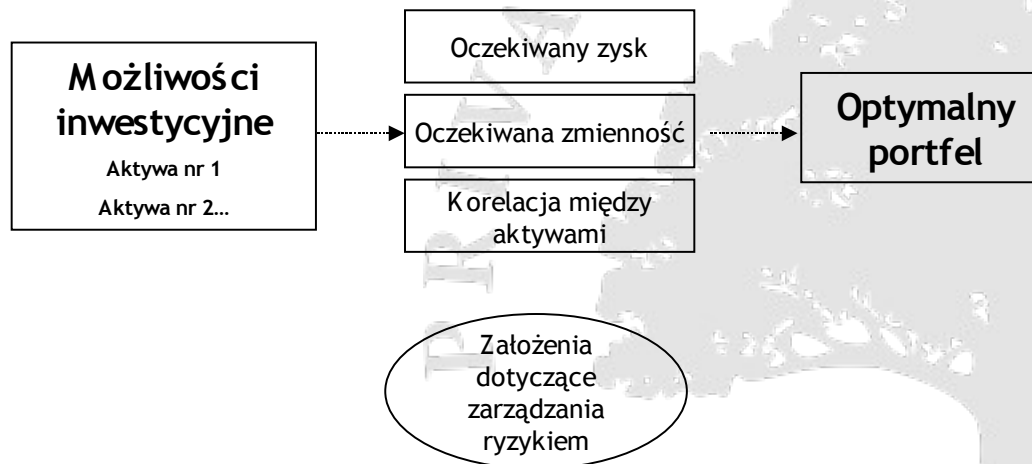 Możliwości
inwestycyjne
Aktywa nr 1
Aktywa nr 2...
Oczekiwany zysk
Oczekiwana zmienność
Korelacja między
aktywami
Optymalny
portfel
Założenia
dotyczące
zarządzania
ryzykiem